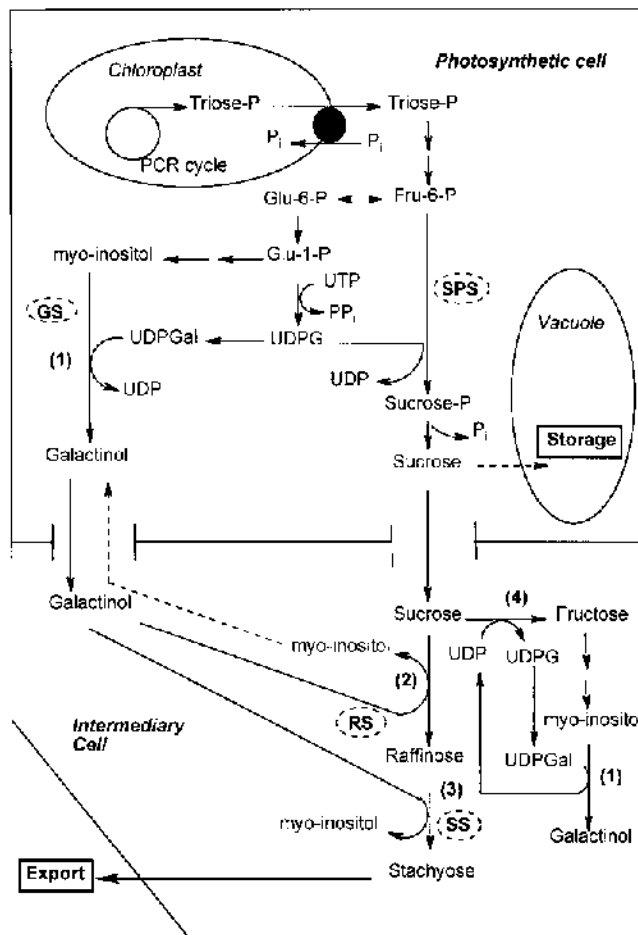 Photosynthetic cell
Chloroplast
Triose-P
Triose-P
Pi
Pi
PCR cycle
Glu-6-P
Fru-6-P
myo-inositol
Glu-1-P
UTP
SPS
GS
PPi
Vacuole
UDPGal
UDPG
(1)
UDP
UDP
Sucrose-P
Pi
Storage
Galactinol
Sucrose
Galactinol
Sucrose
(4)
Fructose
myo-inositol
UDP
UDPG
(2)
RS
myo-inositol
Intermediary
Cell
Raffinose
UDPGal
(1)
(3)
myo-inositol
SS
Galactinol
Export
Stachyose